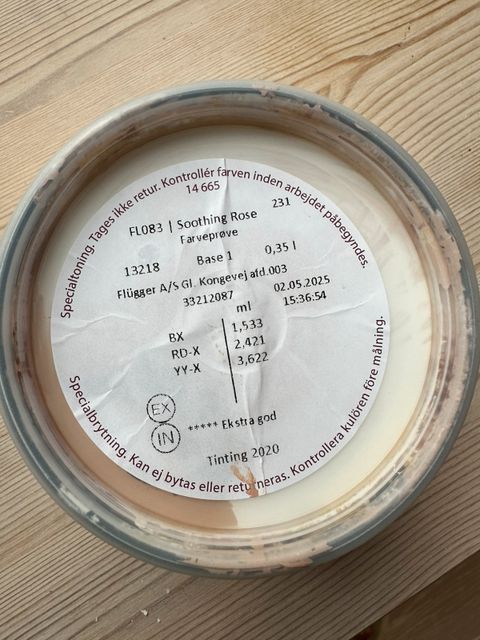 Specialtoning. Tages ikke retur. Kontrollér farven inden arbejdet påbegyndes.
14 665
FL083 | Soothing Rose 231
Farveprøve
13218 Base 1 0,35 l
Flügger A/S Gl. Kongevej afd.003
33212087 02.05.2025
15:36:54
ml
BX 1,533
RD-X 2,421
YY-X 3,622
EX
IN
***** Ekstra god
Tinting 2020
Specialbrytning. Kan ej bytas eller returneras. Kontrollera kulören före målning.